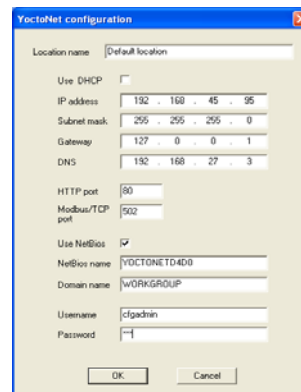 YoctoNet configuration
Location name Default location
Use DHCP
IP address 192 . 168 . 45 . 95
Subnet mask 255 . 255 . 255 . 0
Gateway 127 . 0 . 0 . 1
DNS 192 . 168 . 27 . 3
HTTP port 80
Modbus/TCP port 502
Use NetBios
NetBios name YOCTONETD4D0
Domain name WORKGROUP
Username cfgadmin
Password ***
OK Cancel